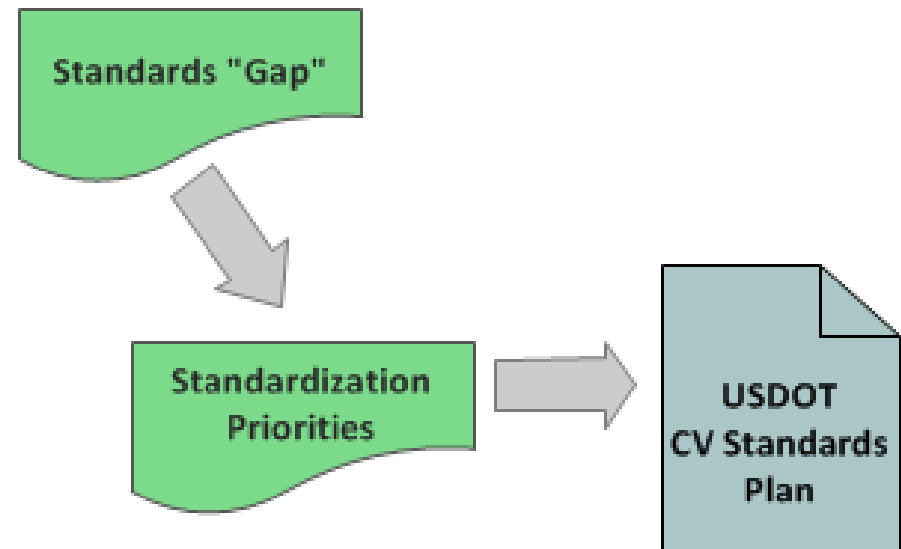 Standards "Gap"
Standardization
Priorities
USDOT
CV Standards
Plan